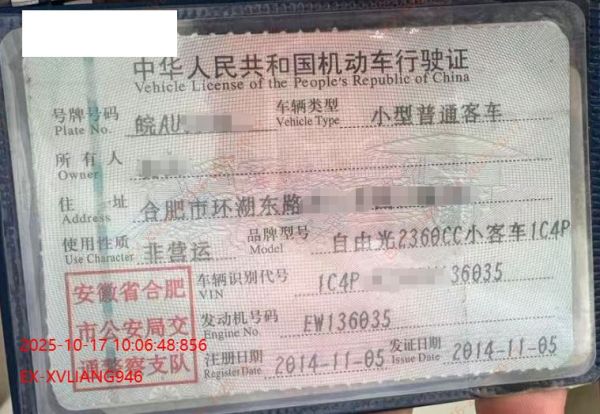 中华人民共和国机动车行驶证
Vehicle License of the People's Republic of China
号牌号码 皖AU 车辆类型 小型普通客车
Plate No. Vehicle Type
所有人
Owner
住址 合肥市环湖东路
Address
使用性质 非营运 品牌型号 自由光2360CC小客车1C4P
Use Character Model
车辆识别代号 1C4P 36035
VIN
发动机号码 EW136035
Engine No.
注册日期 2014-11-05 发证日期 2014-11-05
Register Date Issue Date
安徽省合肥
市公安局交
通警察支队
2025-10-17 10:06:48:856
EX-XVLIANG946